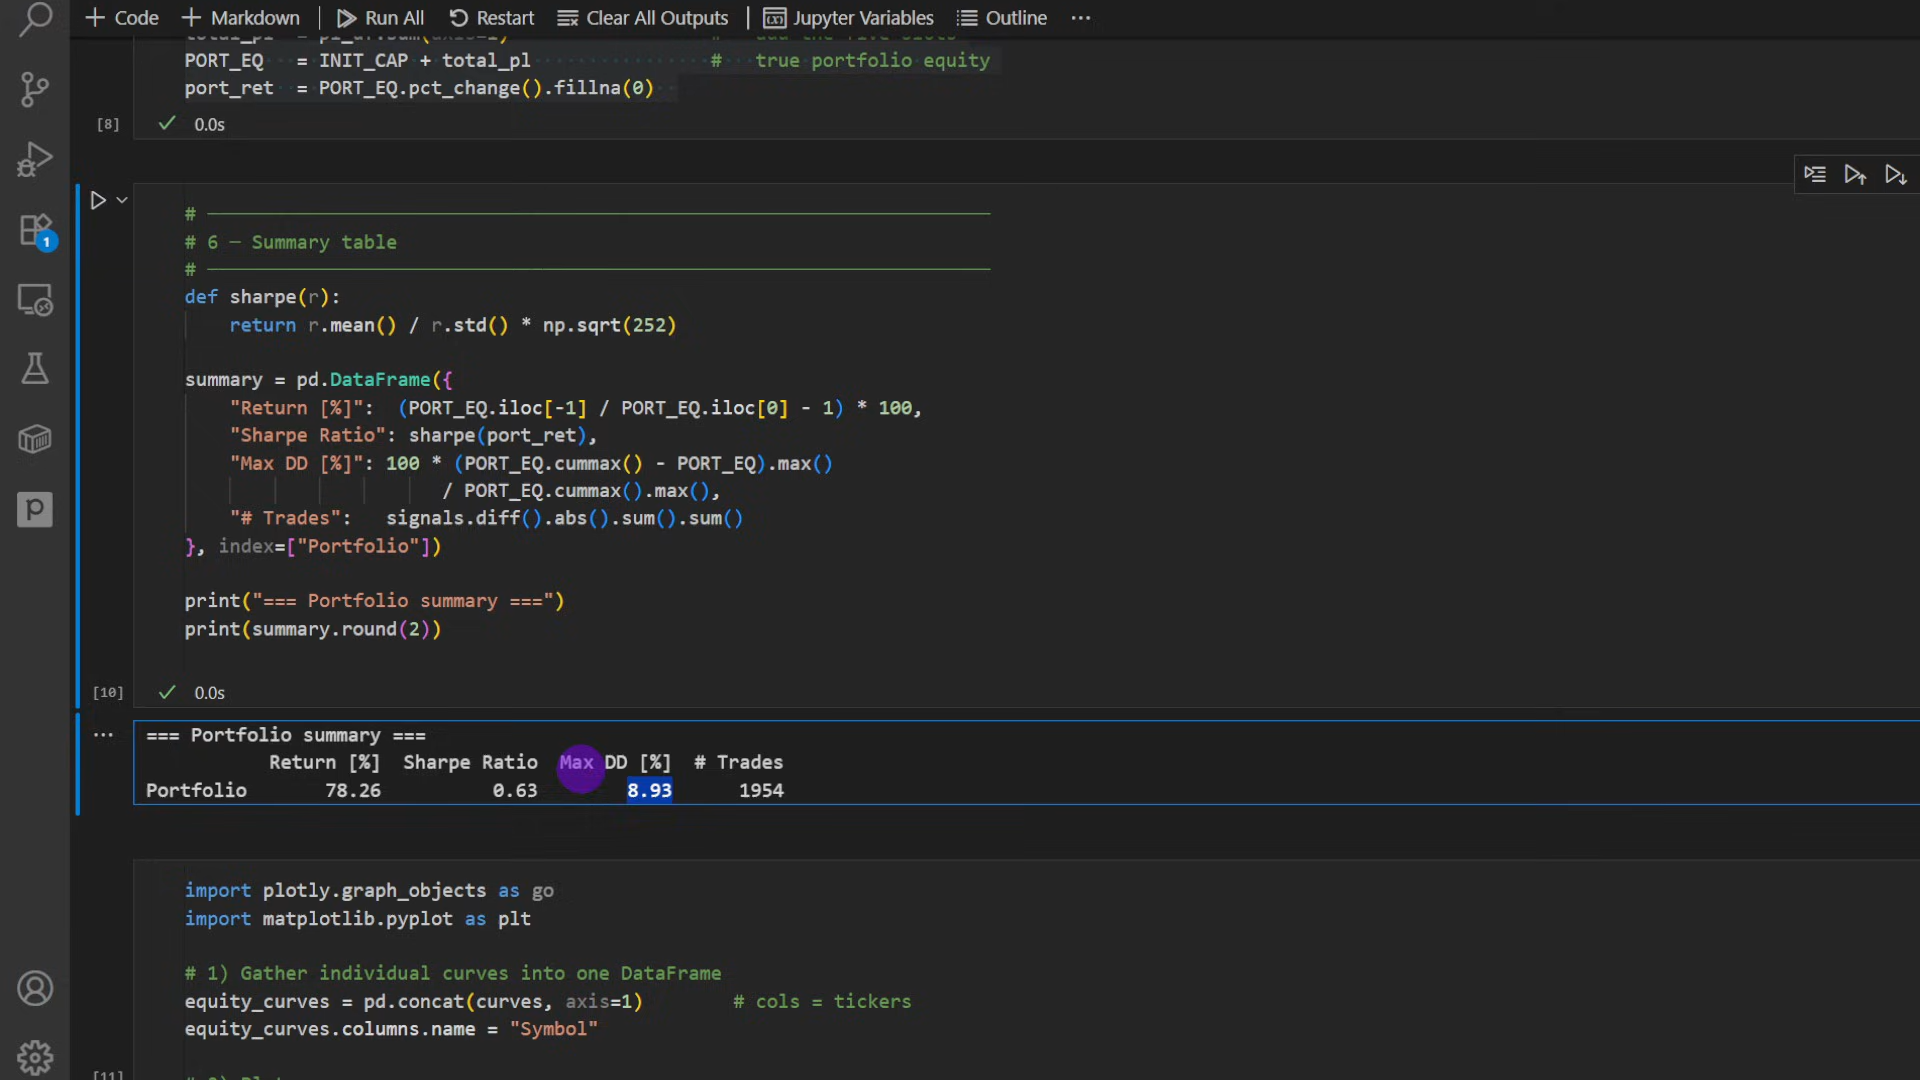 Code Markdown Run All Restart Clear All Outputs Jupyter Variables Outline ...
PORT_EQ = INIT_CAP + total_pl # true portfolio equity
port_ret = PORT_EQ.pct_change().fillna(0)
[8] 0.0s
1
# 6 — Summary table
#
def sharpe(r):
return r.mean() / r.std() * np.sqrt(252)
summary = pd.DataFrame({
"Return [%]": (PORT_EQ.iloc[-1] / PORT_EQ.iloc[0] - 1) * 100,
"Sharpe Ratio": sharpe(port_ret),
"Max DD [%]": 100 * (PORT_EQ.cummax() - PORT_EQ).max()
/ PORT_EQ.cummax().max(),
"# Trades": signals.diff().abs().sum().sum()
}, index=["Portfolio"])
print("=== Portfolio summary ===")
print(summary.round(2))
[10] 0.0s
=== Portfolio summary ===
Return [%] Sharpe Ratio Max DD [%] # Trades
Portfolio 78.26 0.63 8.93 1954
import plotly.graph_objects as go
import matplotlib.pyplot as plt
# 1) Gather individual curves into one DataFrame
equity_curves = pd.concat(curves, axis=1) # cols = tickers
equity_curves.columns.name = "Symbol"